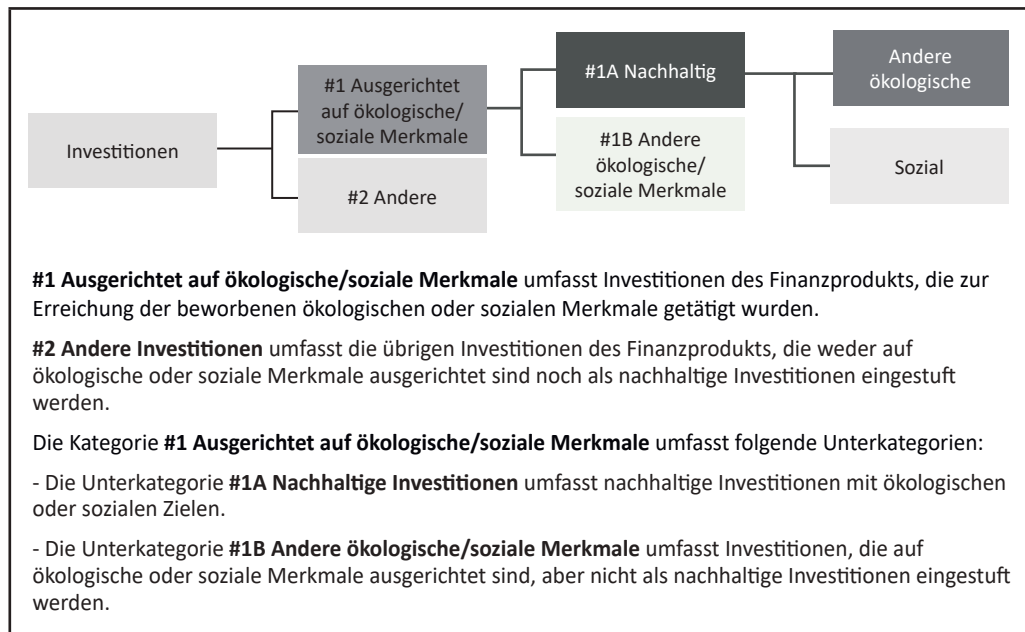 Investitionen
#1 Ausgerichtet
auf ökologische/
soziale Merkmale
#2 Andere
#1A Nachhaltig
#1B Andere
ökologische/
soziale Merkmale
Andere
ökologische
Sozial
#1 Ausgerichtet auf ökologische/soziale Merkmale umfasst Investitionen des Finanzprodukts, die zur
Erreichung der beworbenen ökologischen oder sozialen Merkmale getätigt wurden.
#2 Andere Investitionen umfasst die übrigen Investitionen des Finanzprodukts, die weder auf
ökologische oder soziale Merkmale ausgerichtet sind noch als nachhaltige Investitionen eingestuft
werden.
Die Kategorie #1 Ausgerichtet auf ökologische/soziale Merkmale umfasst folgende Unterkategorien:
- Die Unterkategorie #1A Nachhaltige Investitionen umfasst nachhaltige Investitionen mit ökologischen
oder sozialen Zielen.
- Die Unterkategorie #1B Andere ökologische/soziale Merkmale umfasst Investitionen, die auf
ökologische oder soziale Merkmale ausgerichtet sind, aber nicht als nachhaltige Investitionen eingestuft
werden.